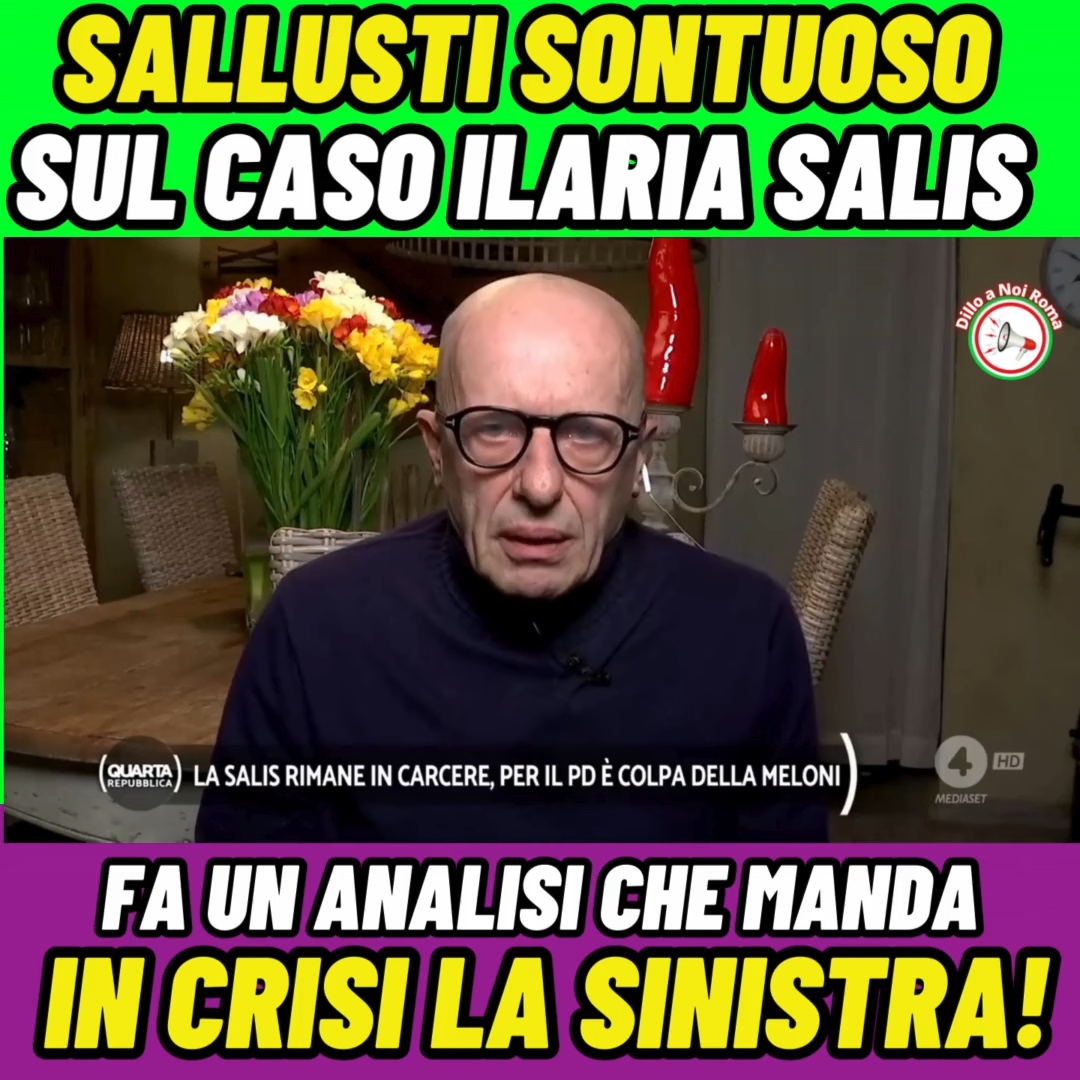 SALLUSTI SONTUOSO
SUL CASO ILARIA SALIS
Dillo a Noi Roma
QUARTA
REPUBBLICA
LA SALIS RIMANE IN CARCERE, PER IL PD È COLPA DELLA MELONI
4 HD
MEDIASET
FA UN ANALISI CHE MANDA
IN CRISI LA SINISTRA!